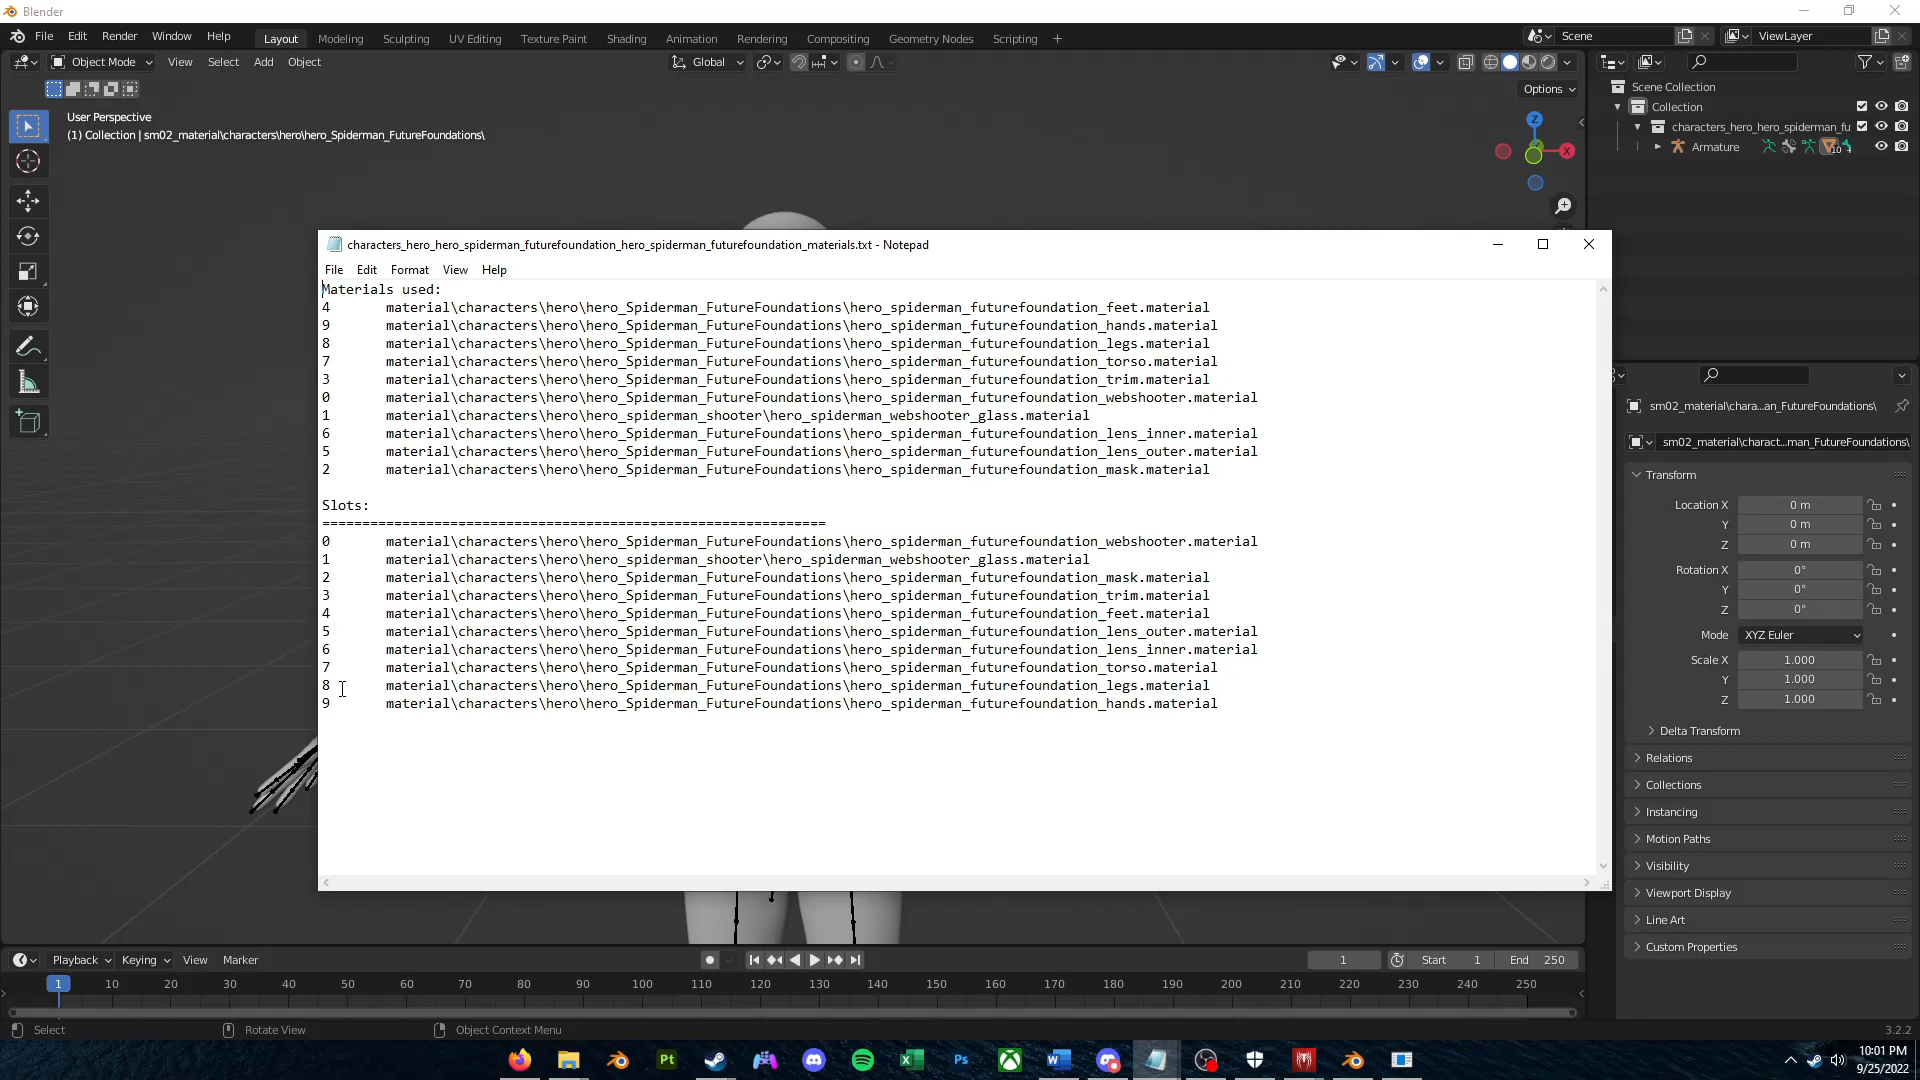 Blender
File Edit Render Window Help Layout Modeling Sculpting UV Editing Texture Paint Shading Animation Rendering Compositing Geometry Nodes Scripting + Scene ViewLayer
Object Mode View Select Add Object Global
Options
User Perspective
(1) Collection | sm02_material\characters\hero\hero_Spiderman_FutureFoundations\
Z
X
Scene Collection
Collection
characters_hero_hero_spiderman_fu
Armature 10
characters_hero_hero_spiderman_futurefoundation_hero_spiderman_futurefoundation_materials.txt - Notepad
File Edit Format View Help
Materials used:
4 material\characters\hero\hero_Spiderman_FutureFoundations\hero_spiderman_futurefoundation_feet.material
9 material\characters\hero\hero_Spiderman_FutureFoundations\hero_spiderman_futurefoundation_hands.material
8 material\characters\hero\hero_Spiderman_FutureFoundations\hero_spiderman_futurefoundation_legs.material
7 material\characters\hero\hero_Spiderman_FutureFoundations\hero_spiderman_futurefoundation_torso.material
3 material\characters\hero\hero_Spiderman_FutureFoundations\hero_spiderman_futurefoundation_trim.material
0 material\characters\hero\hero_Spiderman_FutureFoundations\hero_spiderman_futurefoundation_webshooter.material
1 material\characters\hero\hero_spiderman_shooter\hero_spiderman_webshooter_glass.material
6 material\characters\hero\hero_Spiderman_FutureFoundations\hero_spiderman_futurefoundation_lens_inner.material
5 material\characters\hero\hero_Spiderman_FutureFoundations\hero_spiderman_futurefoundation_lens_outer.material
2 material\characters\hero\hero_Spiderman_FutureFoundations\hero_spiderman_futurefoundation_mask.material
Slots:
===============================================================
0 material\characters\hero\hero_Spiderman_FutureFoundations\hero_spiderman_futurefoundation_webshooter.material
1 material\characters\hero\hero_spiderman_shooter\hero_spiderman_webshooter_glass.material
2 material\characters\hero\hero_Spiderman_FutureFoundations\hero_spiderman_futurefoundation_mask.material
3 material\characters\hero\hero_Spiderman_FutureFoundations\hero_spiderman_futurefoundation_trim.material
4 material\characters\hero\hero_Spiderman_FutureFoundations\hero_spiderman_futurefoundation_feet.material
5 material\characters\hero\hero_Spiderman_FutureFoundations\hero_spiderman_futurefoundation_lens_outer.material
6 material\characters\hero\hero_Spiderman_FutureFoundations\hero_spiderman_futurefoundation_lens_inner.material
7 material\characters\hero\hero_Spiderman_FutureFoundations\hero_spiderman_futurefoundation_torso.material
8 material\characters\hero\hero_Spiderman_FutureFoundations\hero_spiderman_futurefoundation_legs.material
9 material\characters\hero\hero_Spiderman_FutureFoundations\hero_spiderman_futurefoundation_hands.material
sm02_material\chara...an_FutureFoundations\
sm02_material\charact...man_FutureFoundations\
Transform
Location X 0 m
Y 0 m
Z 0 m
Rotation X 0°
Y 0°
Z 0°
Mode XYZ Euler
Scale X 1.000
Y 1.000
Z 1.000
Delta Transform
Relations
Collections
Instancing
Motion Paths
Visibility
Viewport Display
Line Art
Custom Properties
Playback Keying View Marker 1 Start 1 End 250
1 10 20 30 40 50 60 70 80 90 100 110 120 130 140 150 160 170 180 190 200 210 220 230 240 250
Select Rotate View Object Context Menu 3.2.2
Pt Ps
10:01 PM
9/25/2022